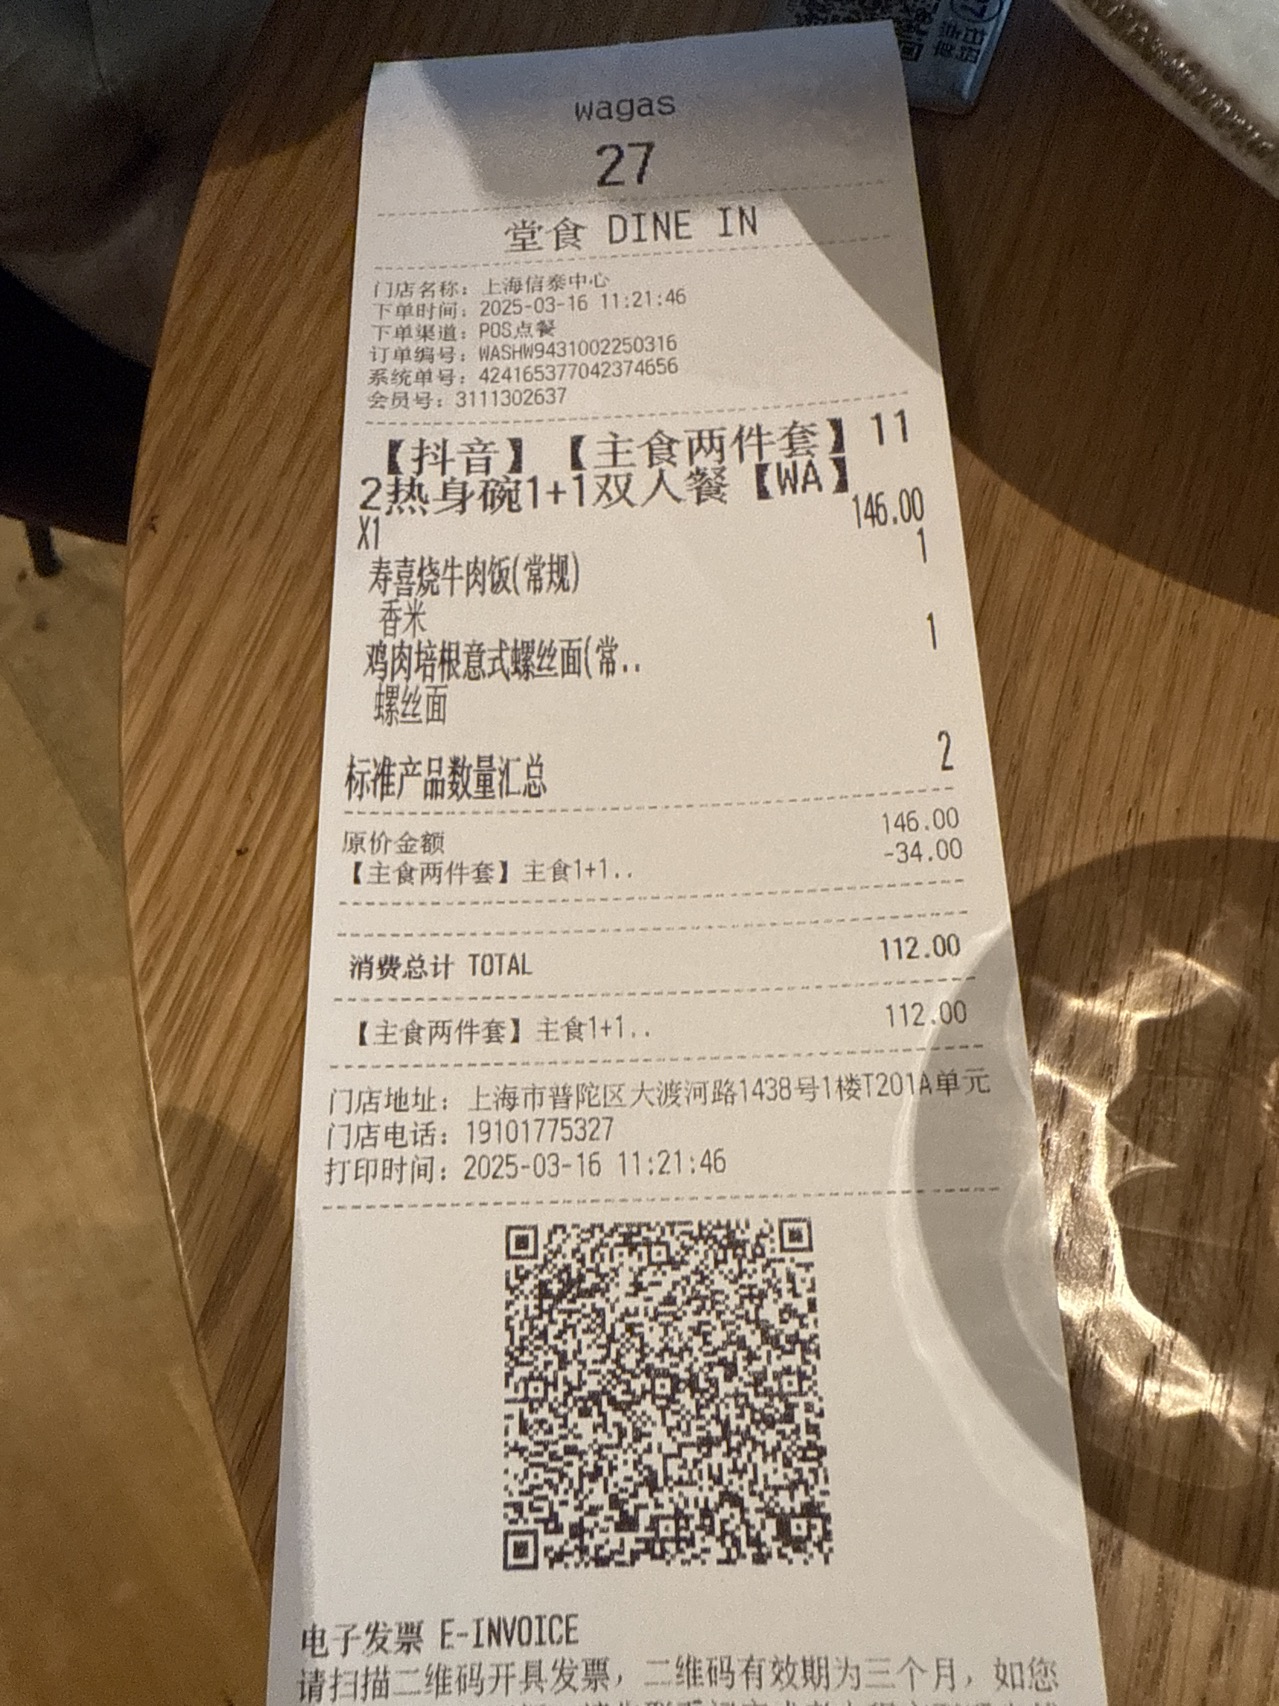 wagas
27
堂食 DINE IN
门店名称：上海信泰中心
下单时间：2025-03-16 11:21:46
下单渠道：POS点餐
订单编号：WASHW9431002250316
系统单号：424165377042374656
会员号：3111302637
【抖音】【主食两件套】11
2热身碗1+1双人餐【WA】
X1 146.00
寿喜烧牛肉饭(常规) 1
香米
鸡肉培根意式螺丝面(常.. 1
螺丝面
标准产品数量汇总 2
原价金额 146.00
【主食两件套】主食1+1.. -34.00
消费总计 TOTAL 112.00
【主食两件套】主食1+1.. 112.00
门店地址：上海市普陀区大渡河路1438号1楼T201A单元
门店电话：19101775327
打印时间：2025-03-16 11:21:46
电子发票 E-INVOICE
请扫描二维码开具发票，二维码有效期为三个月，如您